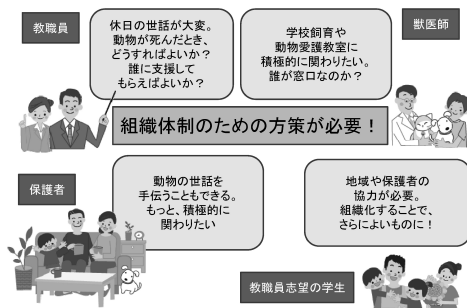 教職員
休日の世話が大変。
動物が死んだとき、
どうすればよいか？
誰に支援して
もらえばよいか？
学校飼育や
動物愛護教室に
積極的に関わりたい。
誰が窓口なのか？
獣医師
組織体制のための方策が必要！
保護者
動物の世話を
手伝うこともできる。
もっと、積極的に
関わりたい
地域や保護者の
協力が必要。
組織化することで、
さらによいものに！
教職員志望の学生